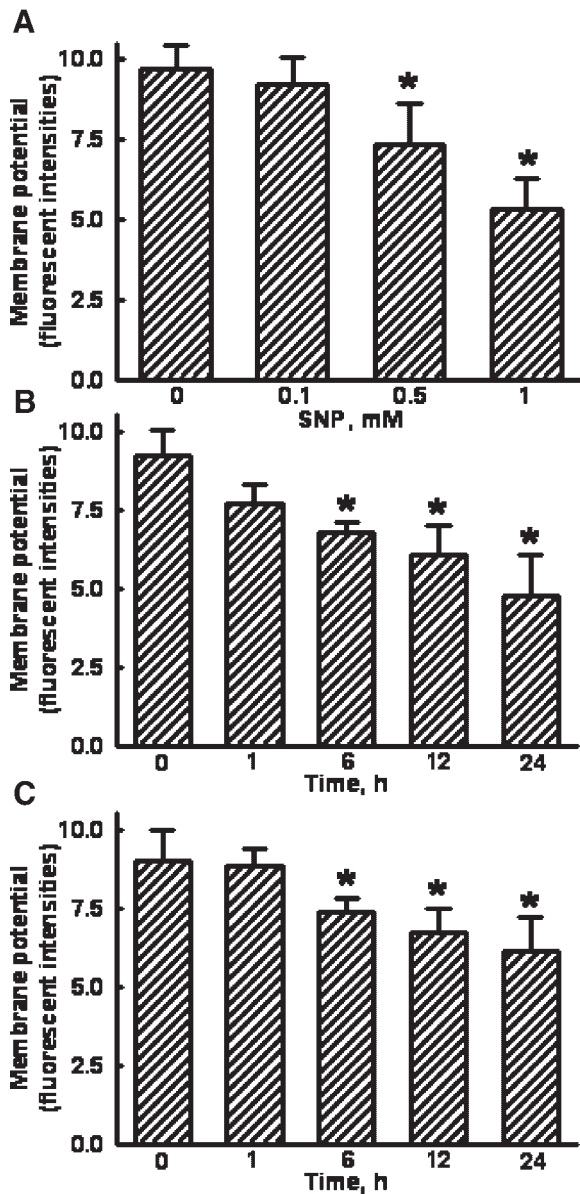 A
Membrane potential
(fluorescent intensities)
10.0
7.5
5.0
2.5
0.0
* *
0 0.1 0.5 1
SNP, mM
B
Membrane potential
(fluorescent intensities)
10.0
7.5
5.0
2.5
0.0
* * *
0 1 6 12 24
Time, h
C
Membrane potential
(fluorescent intensities)
10.0
7.5
5.0
2.5
0.0
* * *
0 1 6 12 24
Time, h